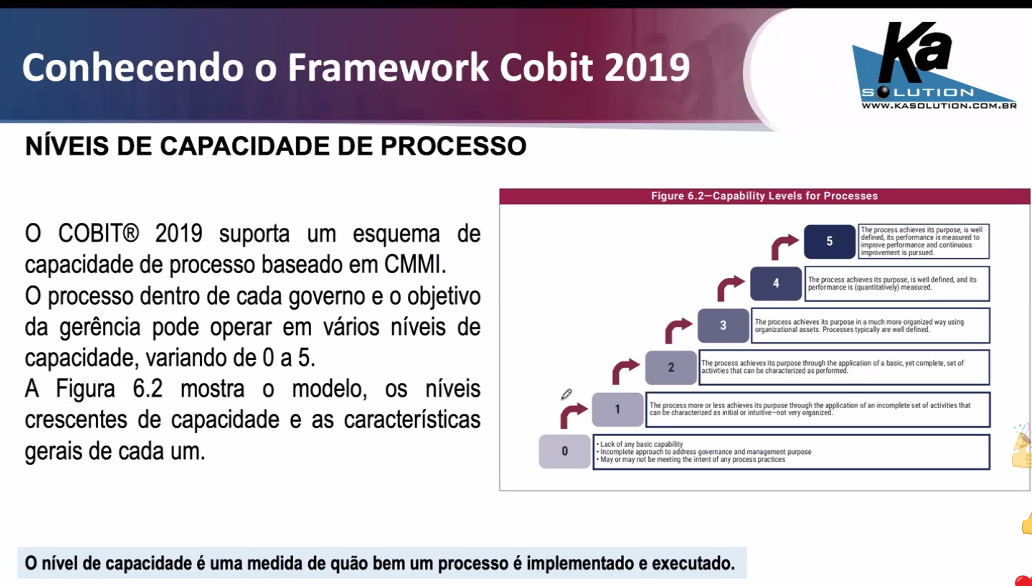 Conhecendo o Framework Cobit 2019
Ka
SOLUTION
WWW.KASOLUTION.COM.BR
NÍVEIS DE CAPACIDADE DE PROCESSO
O COBIT® 2019 suporta um esquema de
capacidade de processo baseado em CMMI.
O processo dentro de cada governo e o objetivo
da gerência pode operar em vários níveis de
capacidade, variando de 0 a 5.
A Figura 6.2 mostra o modelo, os níveis
crescentes de capacidade e as características
gerais de cada um.
Figure 6.2—Capability Levels for Processes
5
The process achieves its purpose, is well
defined, its performance is measured to
improve performance and continuous
improvement is pursued.
4
The process achieves its purpose, is well defined, and its
performance is (quantitatively) measured.
3
The process achieves its purpose in a much more organized way using
organizational assets. Processes typically are well defined.
2
The process achieves its purpose through the application of a basic, yet complete, set of
activities that can be characterized as performed.
1
The process more or less achieves its purpose through the application of an incomplete set of activities that
can be characterized as initial or intuitive—not very organized.
0
• Lack of any basic capability
• Incomplete approach to address governance and management purpose
• May or may not be meeting the intent of any process practices
O nível de capacidade é uma medida de quão bem um processo é implementado e executado.